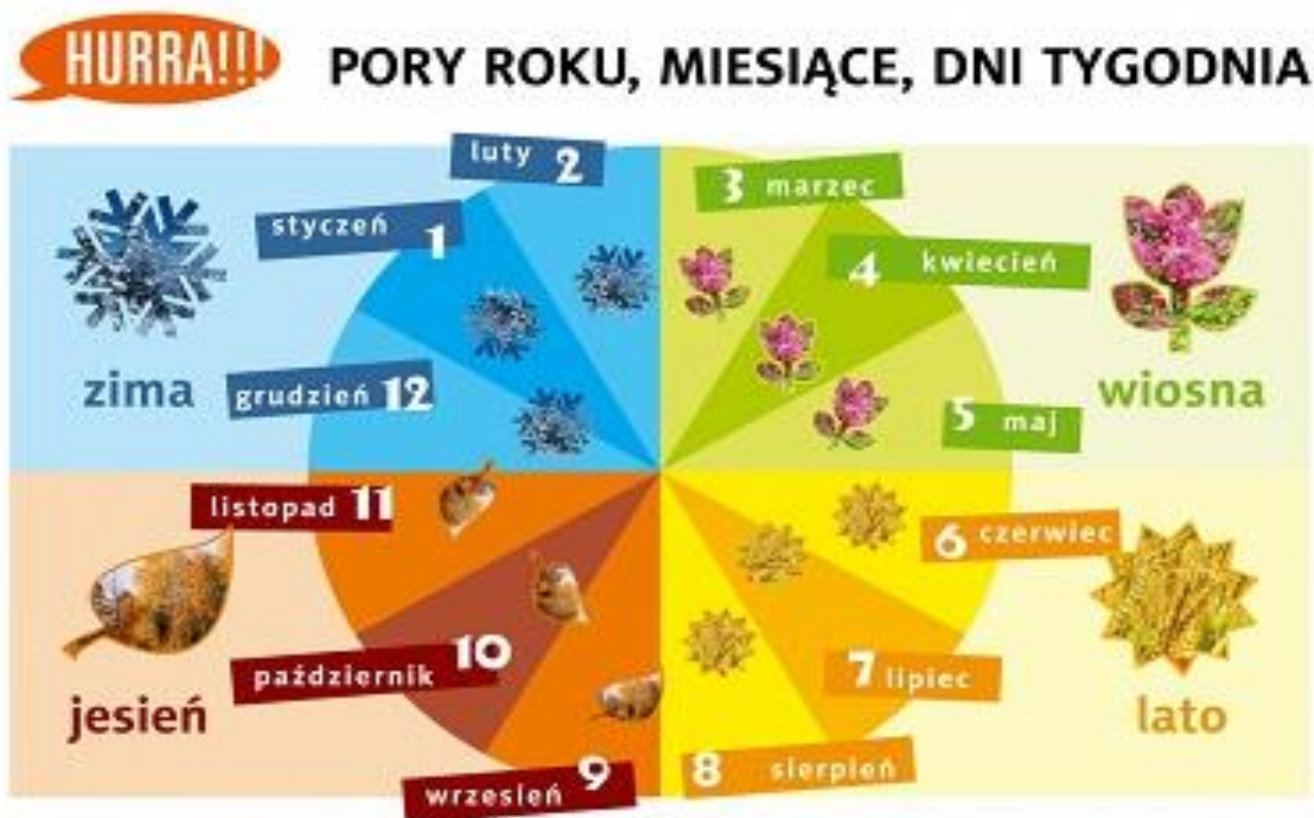 HURRA!!!
PORY ROKU, MIESIĄCE, DNI TYGODNIA
luty 2
styczeń 1
grudzień 12
zima
3 marzec
4 kwiecień
5 maj
wiosna
listopad 11
październik 10
wrzesień 9
jesień
6 czerwiec
7 lipiec
8 sierpień
lato